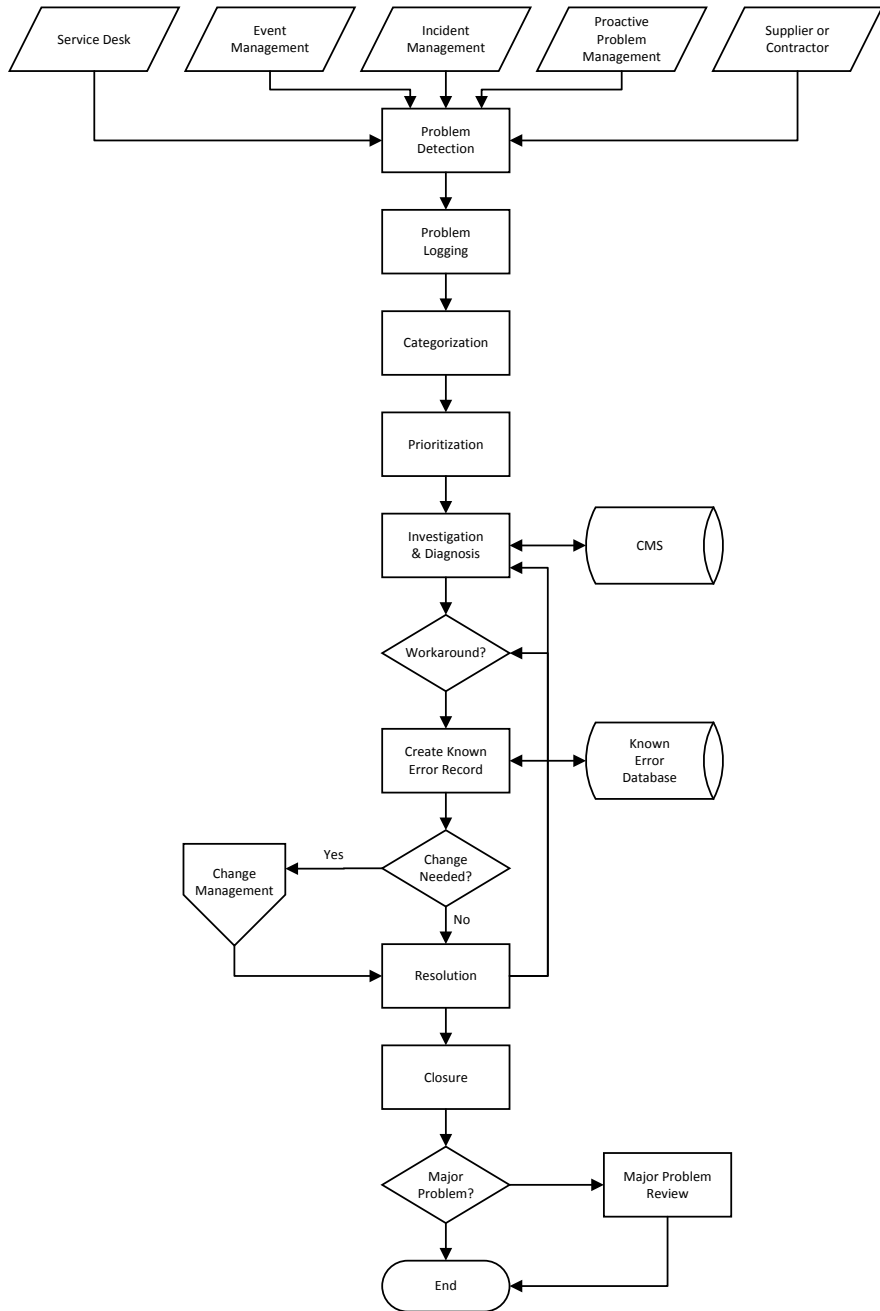 Service Desk
Event
Management
Incident
Management
Proactive
Problem
Management
Supplier or
Contractor
Problem
Detection
Problem
Logging
Categorization
Prioritization
Investigation
& Diagnosis
CMS
Workaround?
Create Known
Error Record
Known
Error
Database
Yes
Change
Management
Change
Needed?
No
Resolution
Closure
Major
Problem?
Major Problem
Review
End